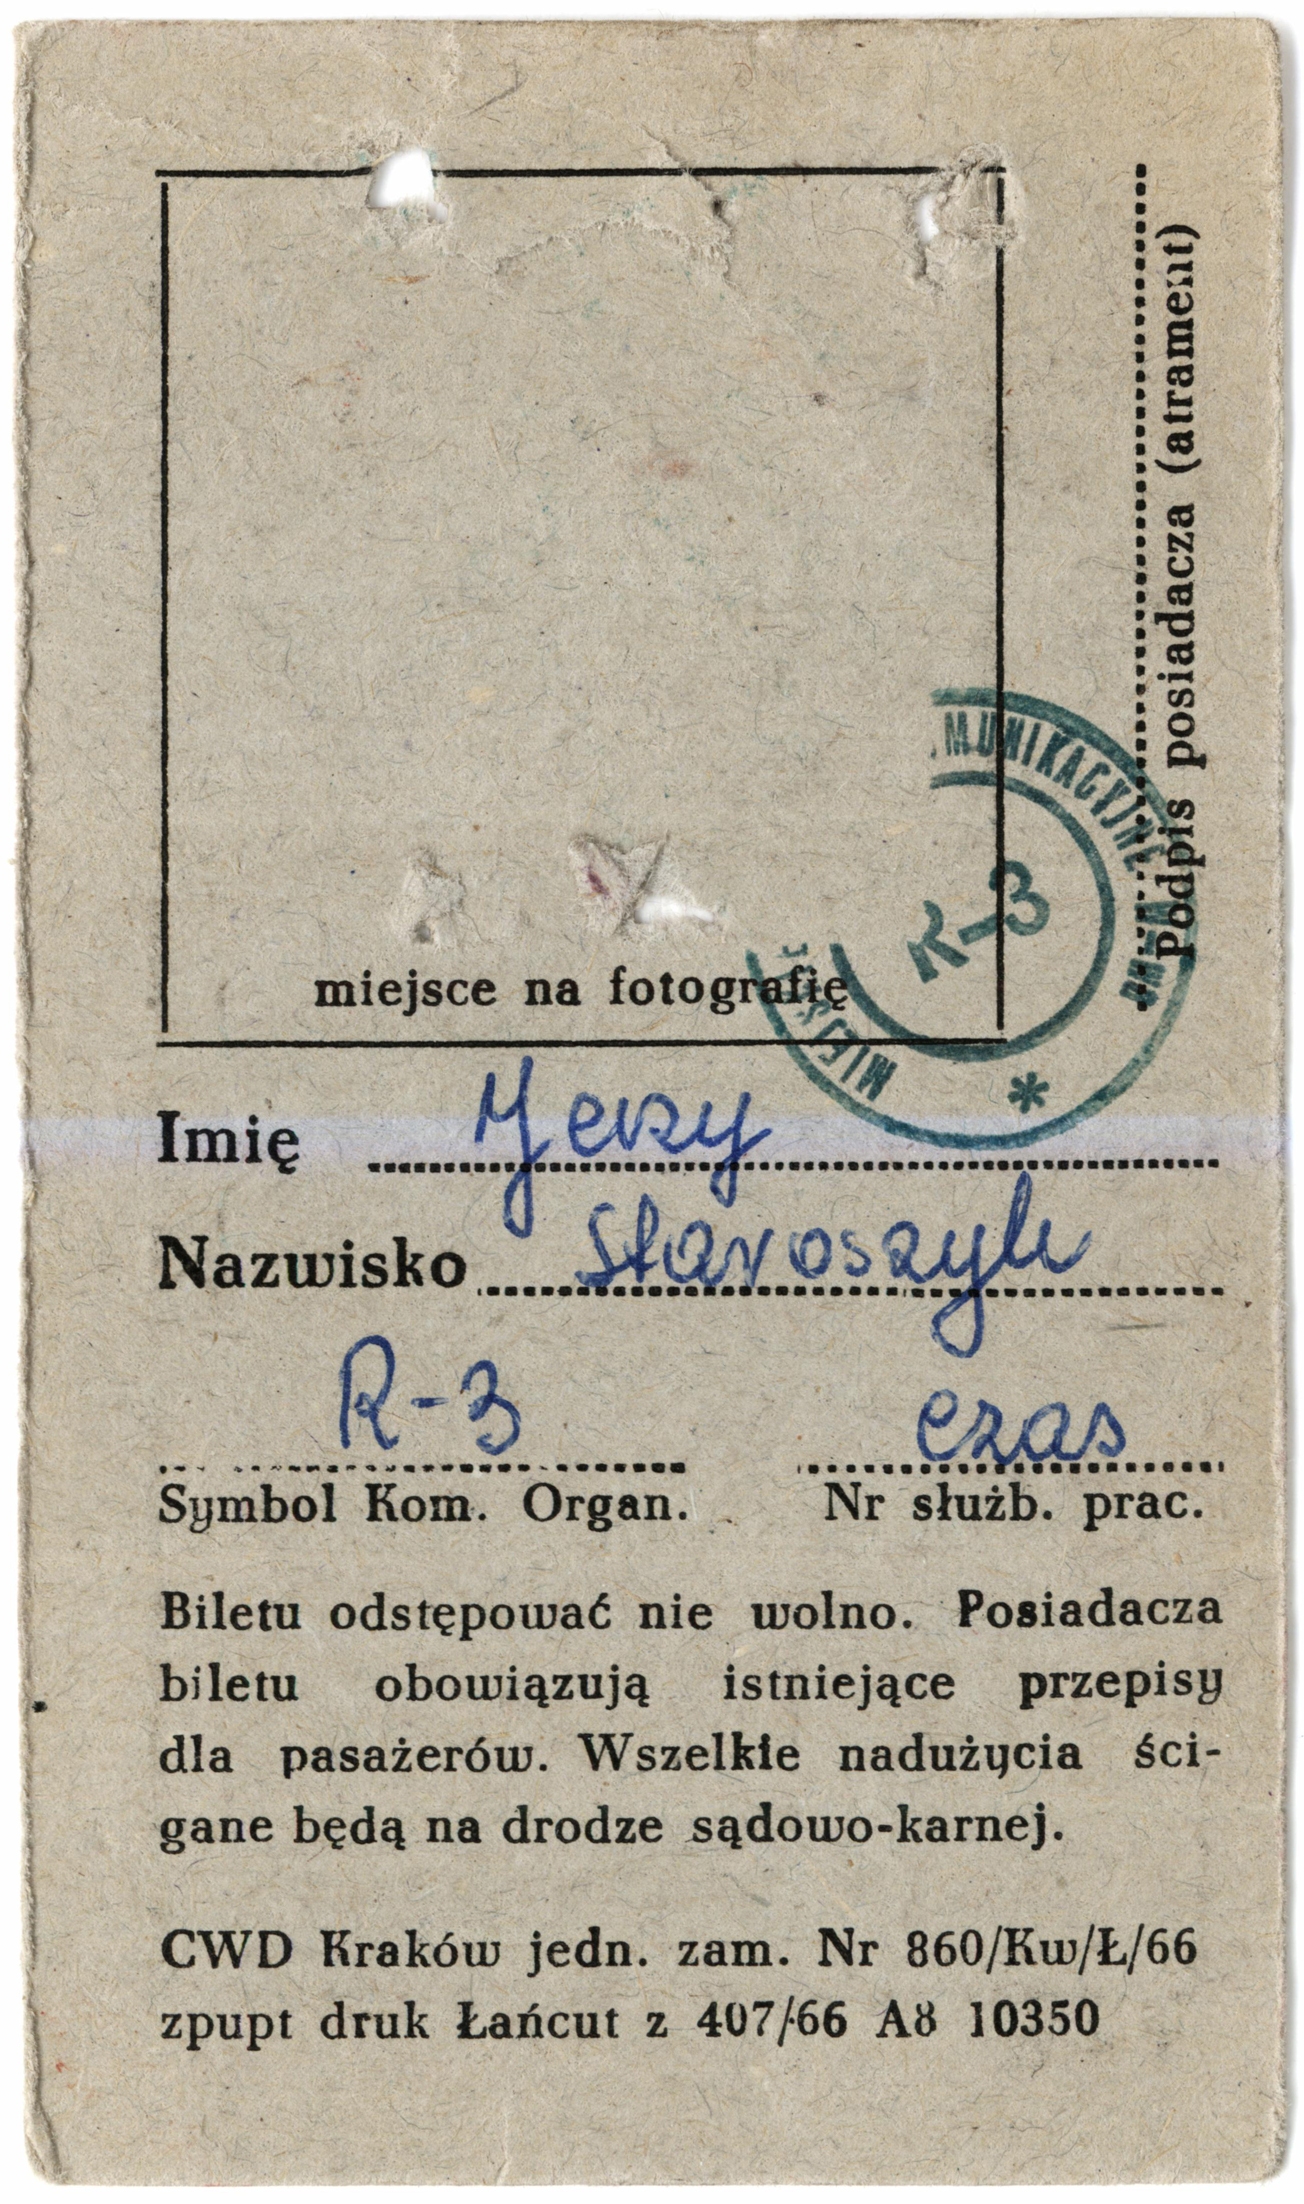 Podpis posiadacza (atrament)
MUNIKACYJNE
R-3
MIEJSK
*
miejsce na fotografię
Imię Jerzy
Nazwisko Staroszyk
R-3 czas
Symbol Kom. Organ. Nr służb. prac.
Biletu odstępować nie wolno. Posiadacza
biletu obowiązują istniejące przepisy
dla pasażerów. Wszelkie nadużycia ści-
gane będą na drodze sądowo-karnej.
CWD Kraków jedn. zam. Nr 860/Kw/Ł/66
zpupt druk Łańcut z 407/66 A8 10350